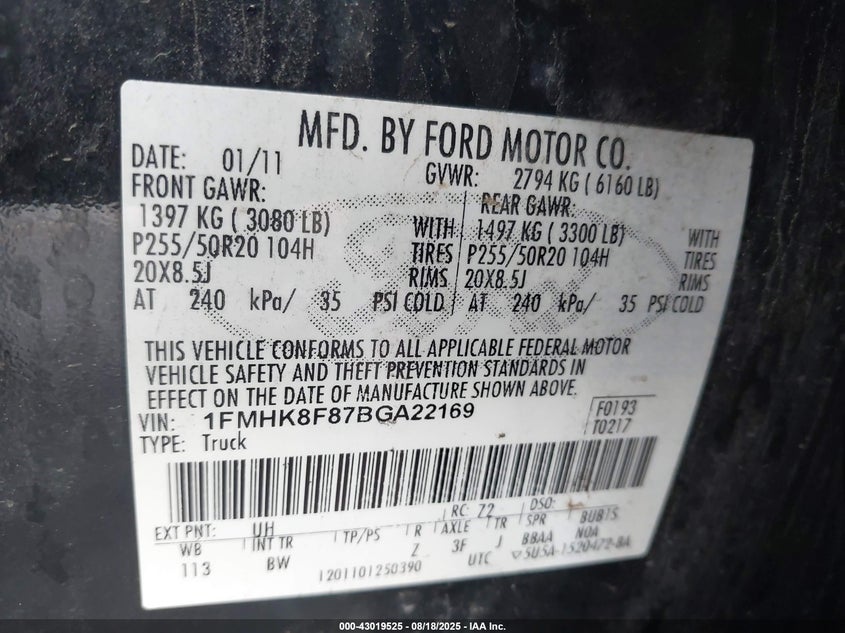 MFD. BY FORD MOTOR CO.
DATE: 01/11 GVWR: 2794 KG ( 6160 LB)
FRONT GAWR: REAR GAWR:
1397 KG ( 3080 LB) WITH 1497 KG ( 3300 LB) WITH
P255/50R20 104H TIRES P255/50R20 104H TIRES
20X8.5J RIMS 20X8.5J RIMS
AT 240 kPa/ 35 PSI COLD AT 240 kPa/ 35 PSI COLD
THIS VEHICLE CONFORMS TO ALL APPLICABLE FEDERAL MOTOR
VEHICLE SAFETY AND THEFT PREVENTION STANDARDS IN
EFFECT ON THE DATE OF MANUFACTURE SHOWN ABOVE.
VIN: 1FMHK8F87BGA22169 F0193
TYPE: Truck T0217
EXT PNT: UH RC: 22 DSO:
WB INT TR TP/PS R AXLE TR SPR BUBTS
113 BW Z 3F J BBAA NOA
1201101250390 UTC 5U5A-1520472-BA
000-43019525 - 08/18/2025 - IAA Inc.